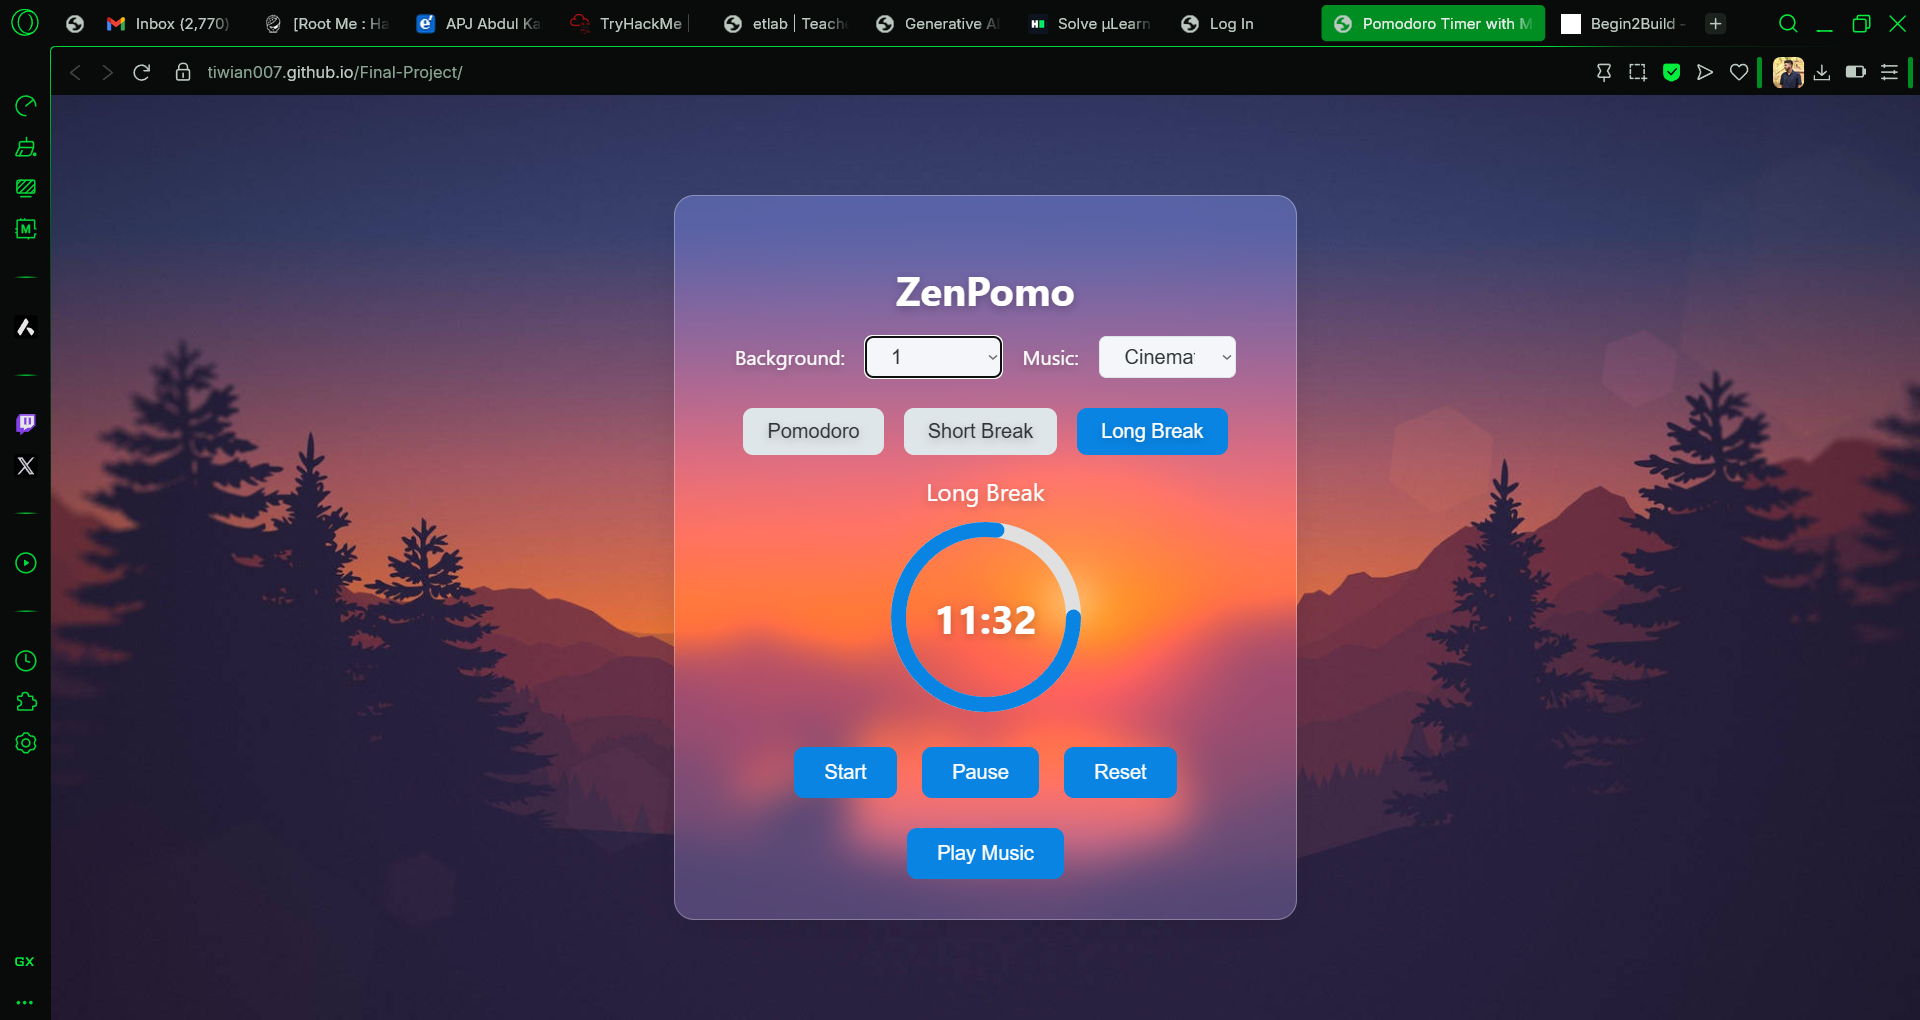 Inbox (2,770)
[Root Me : Ha
APJ Abdul Ka
TryHackMe
etlab | Teache
Generative AI
Solve µLearn
Log In
Pomodoro Timer with M
Begin2Build -
tiwian007.github.io/Final-Project/
ZenPomo
Background: 1 Music: Cinema
Pomodoro Short Break Long Break
Long Break
11:32
Start Pause Reset
Play Music
GX